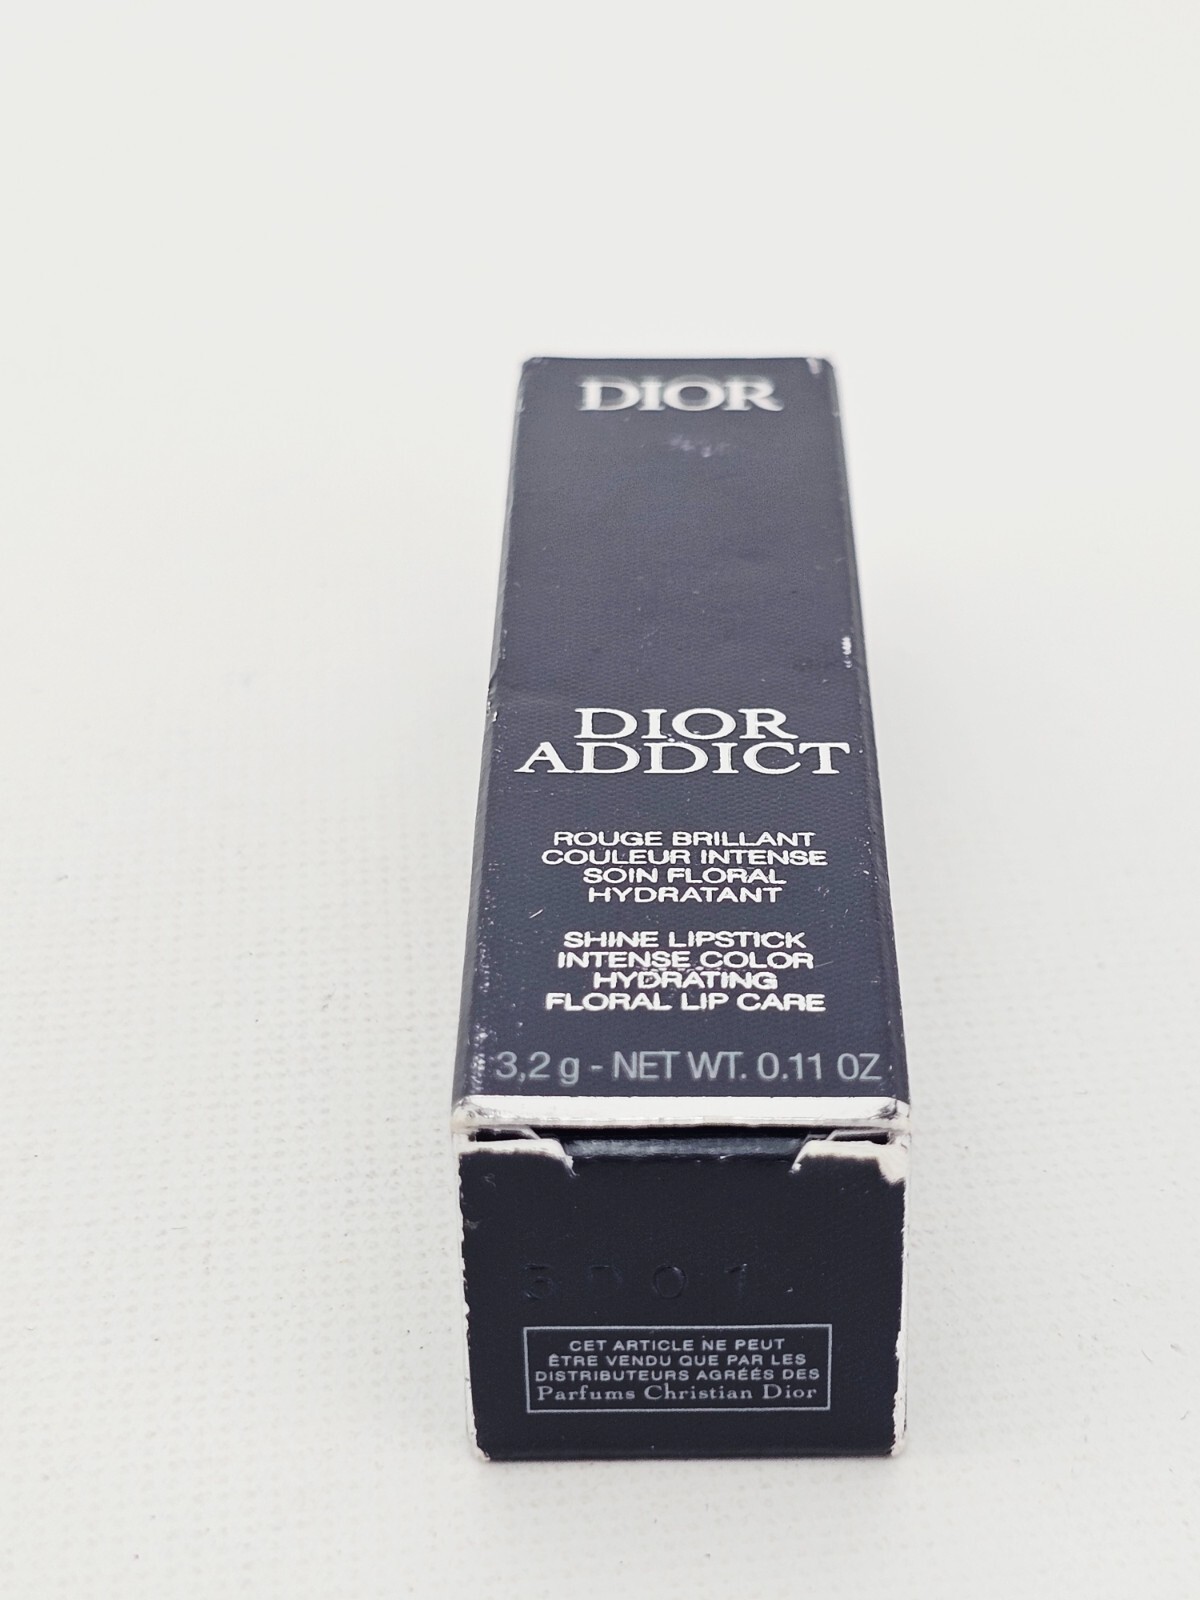 DIOR
DIOR
ADDICT
ROUGE BRILLANT
COULEUR INTENSE
SOIN FLORAL
HYDRATANT
SHINE LIPSTICK
INTENSE COLOR
HYDRATING
FLORAL LIP CARE
3,2 g - NET WT. 0.11 OZ
CET ARTICLE NE PEUT
ÊTRE VENDU QUE PAR LES
DISTRIBUTEURS AGRÉÉS DES
Parfums Christian Dior